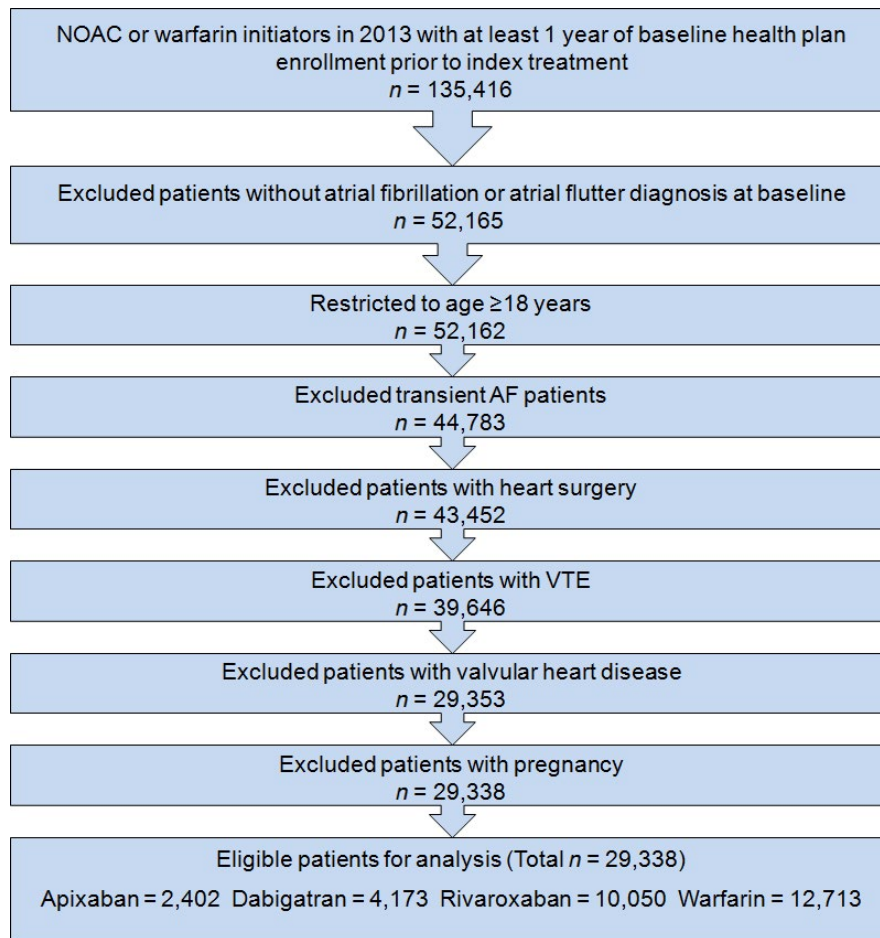 NOAC or warfarin initiators in 2013 with at least 1 year of baseline health plan
enrollment prior to index treatment
n = 135,416
Excluded patients without atrial fibrillation or atrial flutter diagnosis at baseline
n = 52,165
Restricted to age ≥18 years
n = 52,162
Excluded transient AF patients
n = 44,783
Excluded patients with heart surgery
n = 43,452
Excluded patients with VTE
n = 39,646
Excluded patients with valvular heart disease
n = 29,353
Excluded patients with pregnancy
n = 29,338
Eligible patients for analysis (Total n = 29,338)
Apixaban = 2,402 Dabigatran = 4,173 Rivaroxaban = 10,050 Warfarin = 12,713